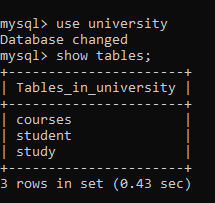 mysql> use university
Database changed
mysql> show tables;
+----------------------+
| Tables_in_university |
+----------------------+
| courses              |
| student              |
| study                |
+----------------------+
3 rows in set (0.43 sec)